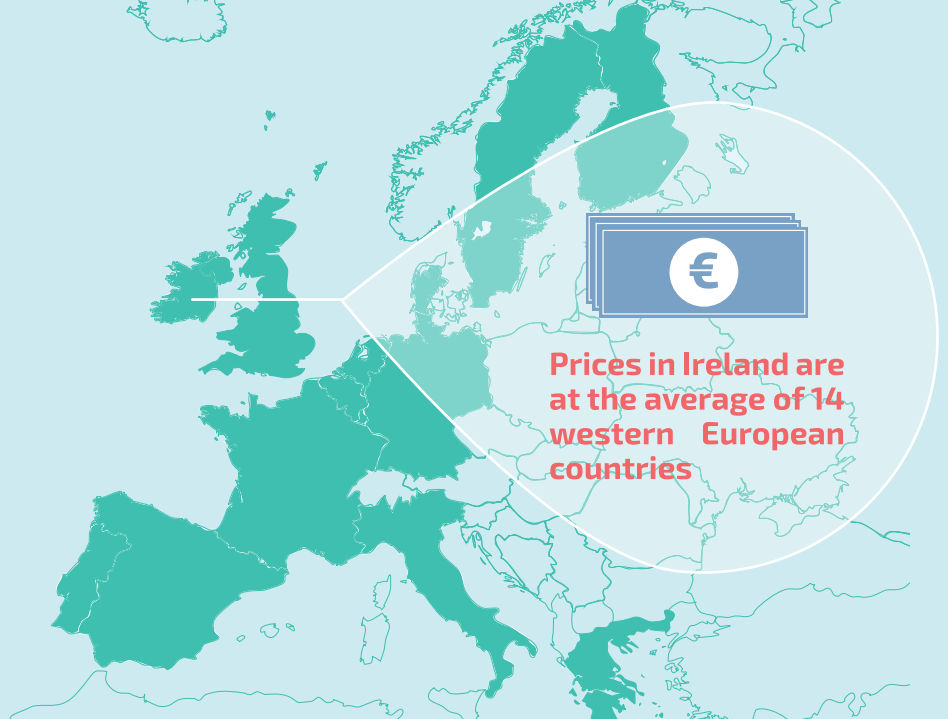 €
Prices in Ireland are
at the average of 14
western European
countries